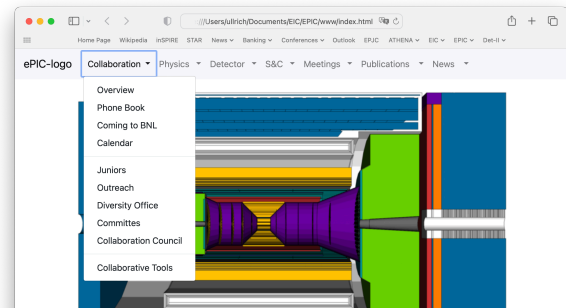 ///Users/ullrich/Documents/EIC/EPIC/www/index.html
Home Page Wikipedia inSPIRE STAR News Banking Conferences Outlook EPJC ATHENA EIC EPIC Det-II
ePIC-logo Collaboration Physics Detector S&C Meetings Publications News
Overview
Phone Book
Coming to BNL
Calendar
Juniors
Outreach
Diversity Office
Committes
Collaboration Council
Collaborative Tools